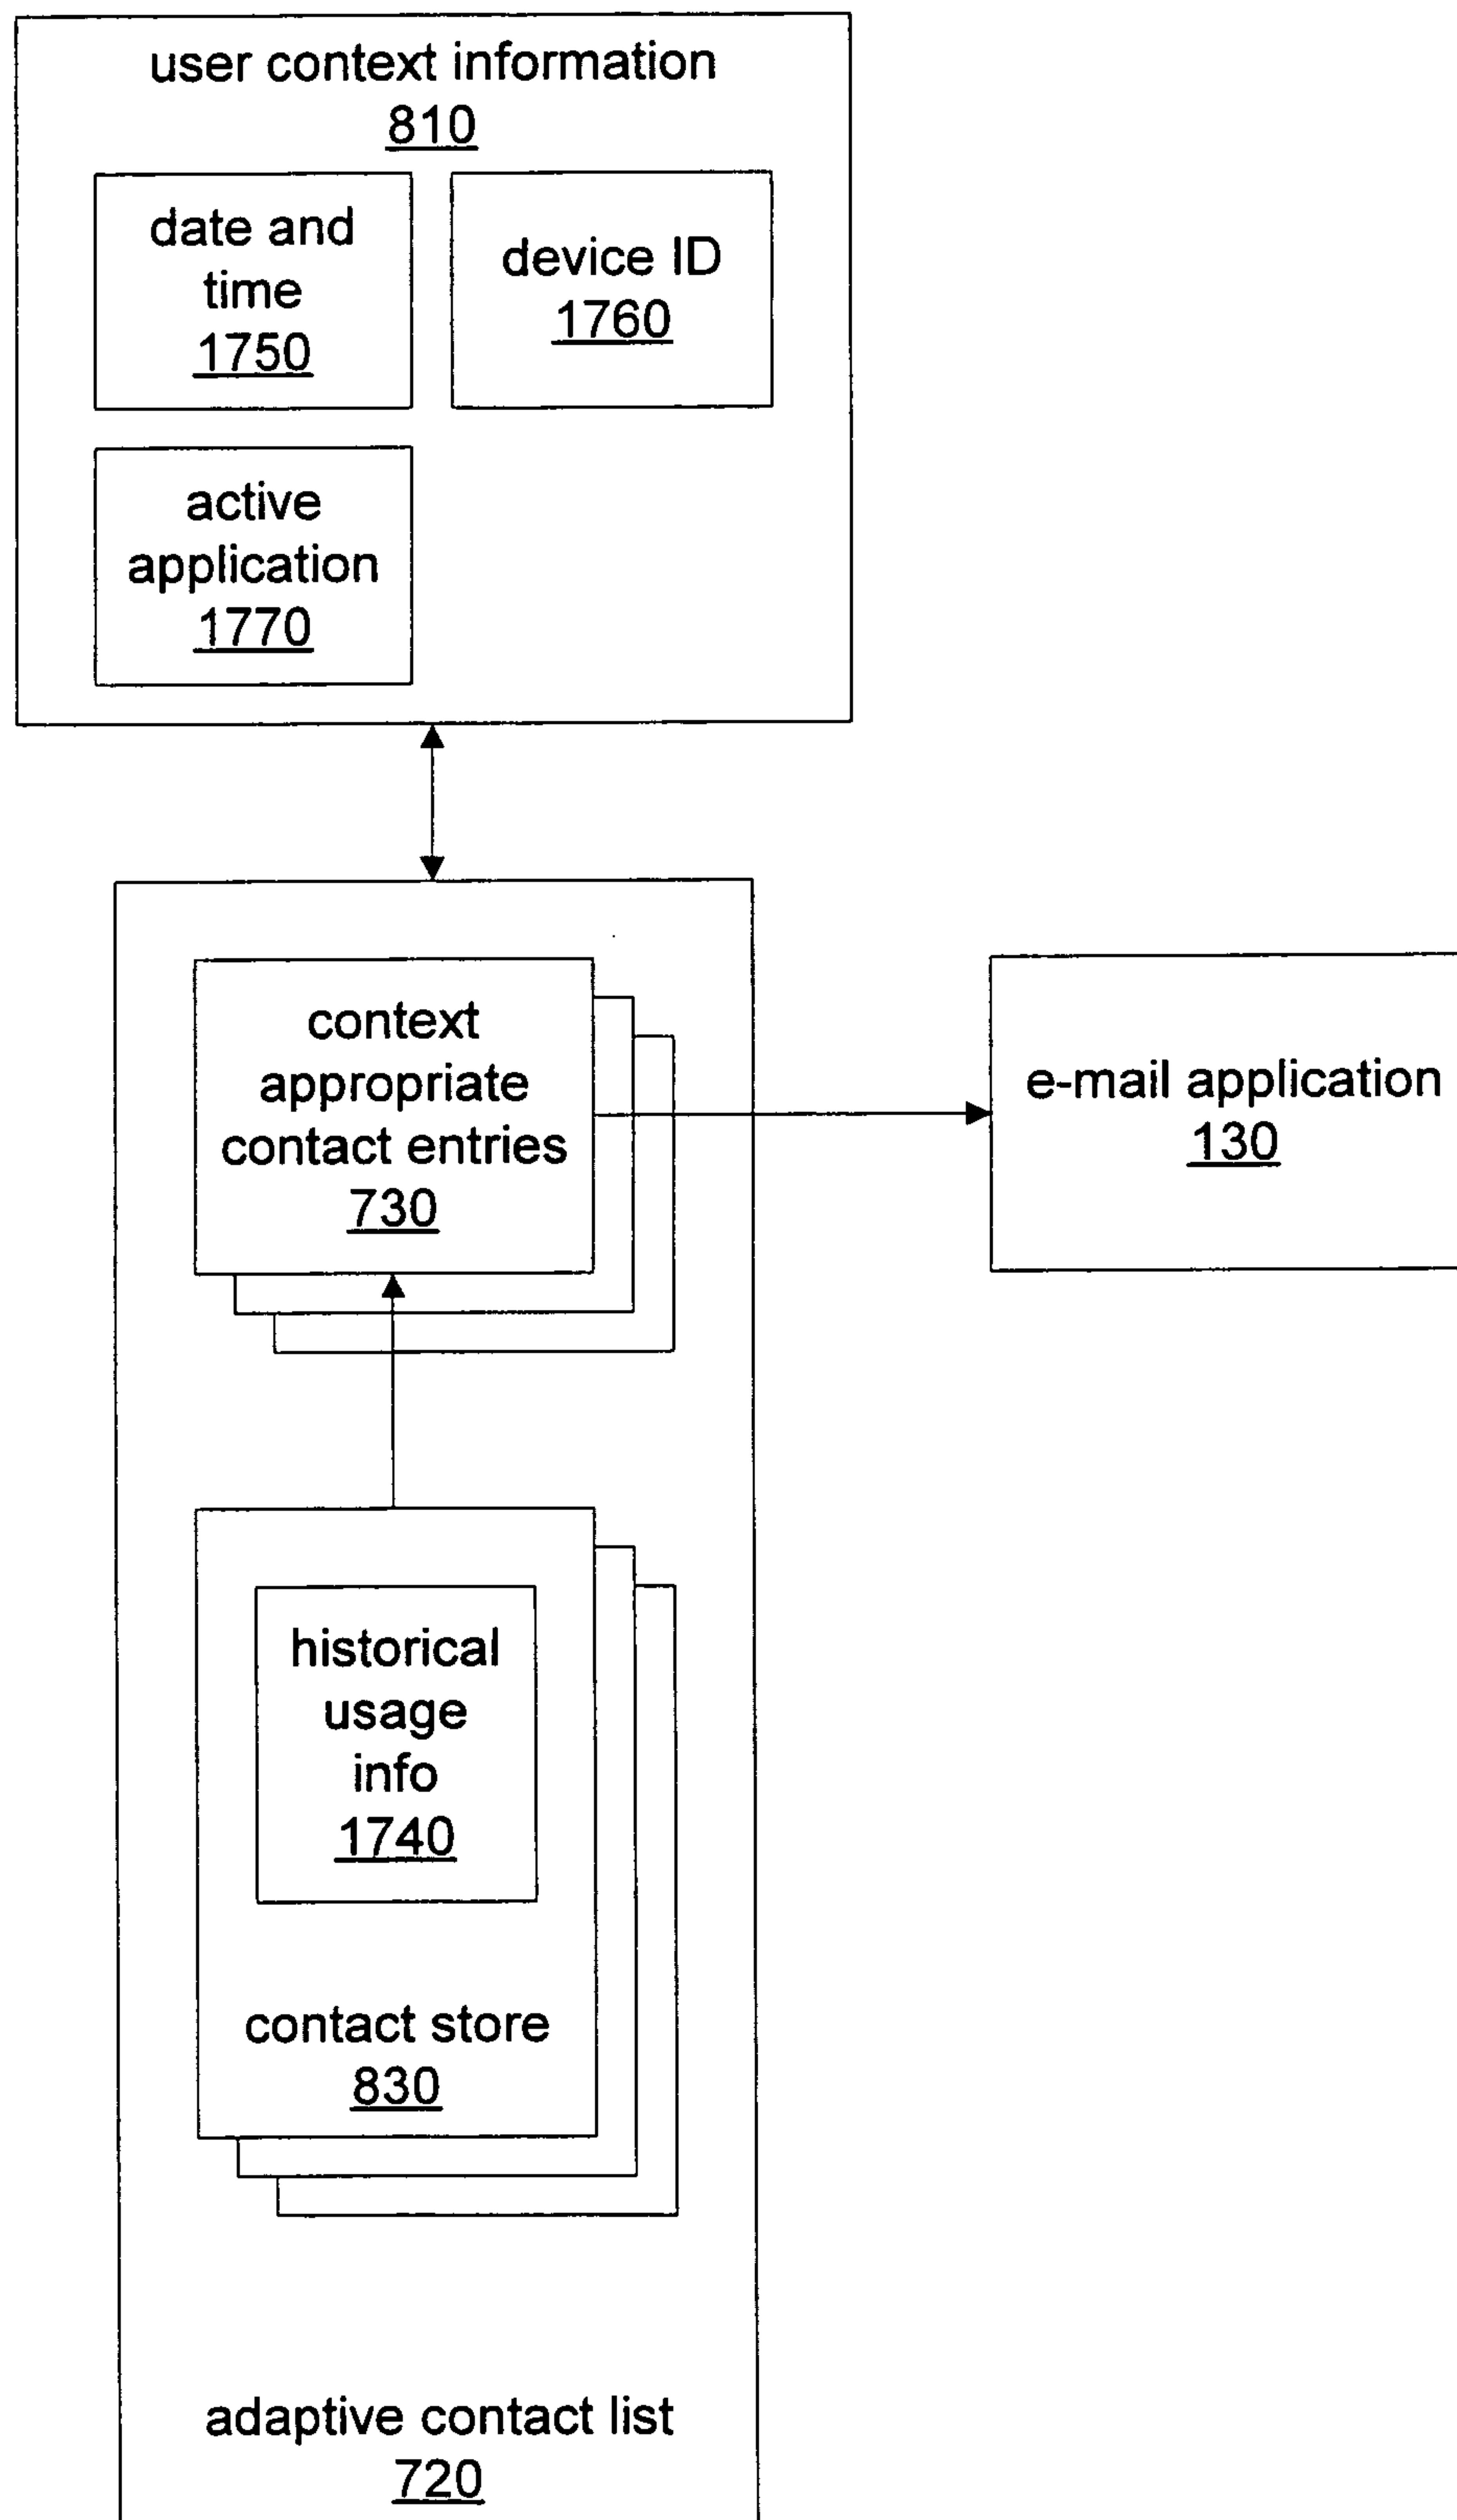 user context information
810
date and
time
1750
device ID
1760
active
application
1770
context
appropriate
contact entries
730
e-mail application
130
historical
usage
info
1740
contact store
830
adaptive contact list
720